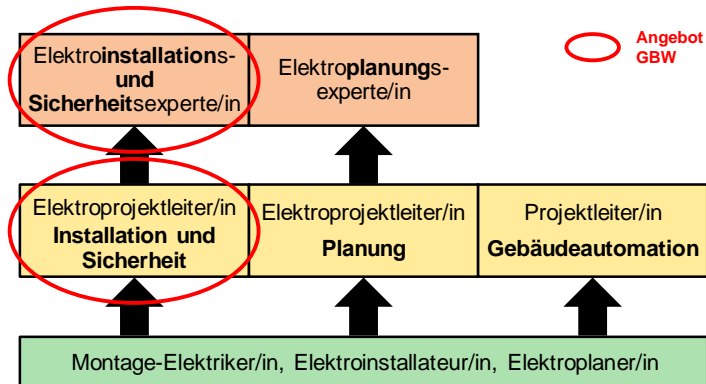 Angebot
GBW
Elektroinstallations-
und
Sicherheitsexperte/in
Elektroplanungs-
experte/in
Elektroprojektleiter/in
Installation und
Sicherheit
Elektroprojektleiter/in
Planung
Projektleiter/in
Gebäudeautomation
Montage-Elektriker/in, Elektroinstallateur/in, Elektroplaner/in